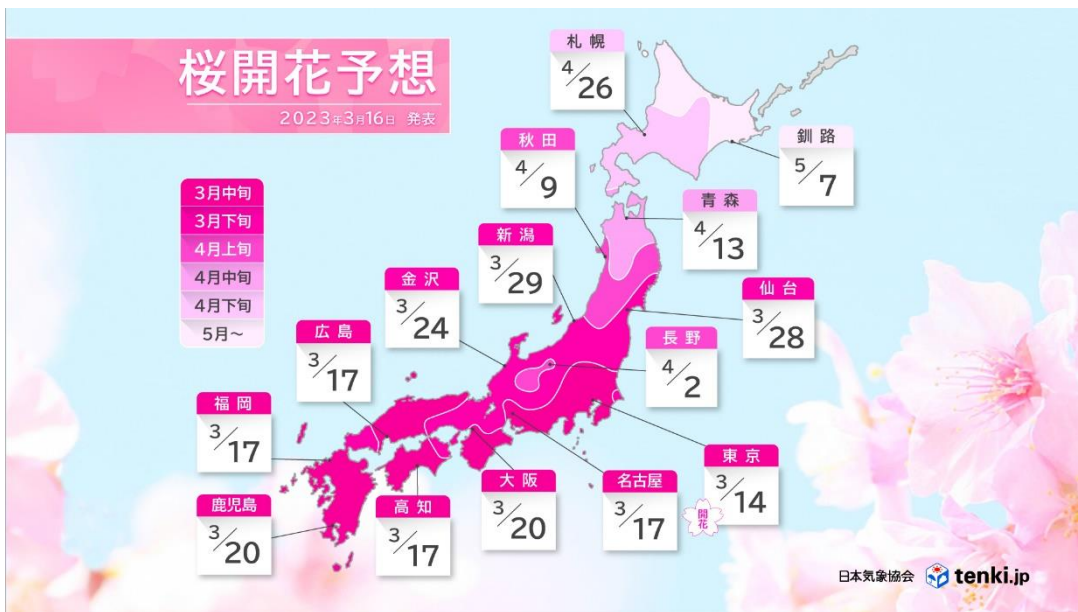 桜開花予想
2023年3月16日 発表
3月中旬
3月下旬
4月上旬
4月中旬
4月下旬
5月~
札幌
4/26
釧路
5/7
秋田
4/9
青森
4/13
新潟
3/29
仙台
3/28
金沢
3/24
長野
4/2
広島
3/17
福岡
3/17
鹿児島
3/20
高知
3/17
大阪
3/20
名古屋
3/17
東京
3/14
開花
日本気象協会 tenki.jp